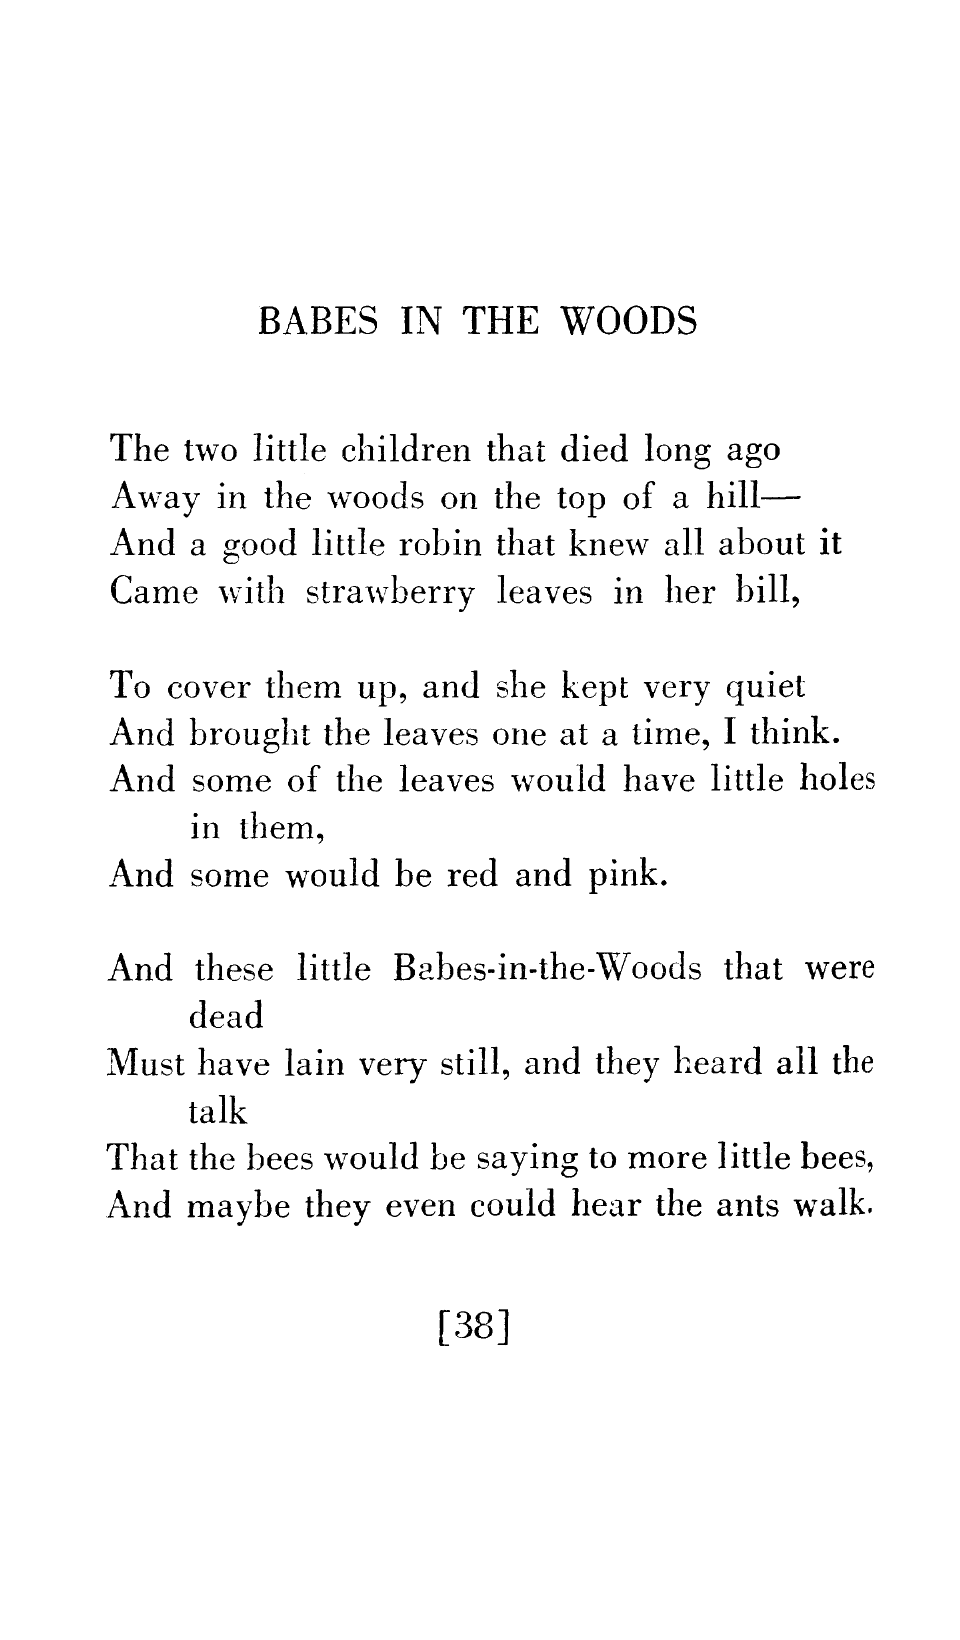 BABES IN THE WOODS
The two little children that died long ago
Away in the woods on the top of a hill—
And a good little robin that knew all about it
Came with strawberry leaves in her bill,
To cover them up, and she kept very quiet
And brought the leaves one at a time, I think.
And some of the leaves would have little holes
in them,
And some would be red and pink.
And these little Babes-in-the-Woods that were
dead
Must have lain very still, and they heard all the
talk
That the bees would be saying to more little bees,
And maybe they even could hear the ants walk.
[38]